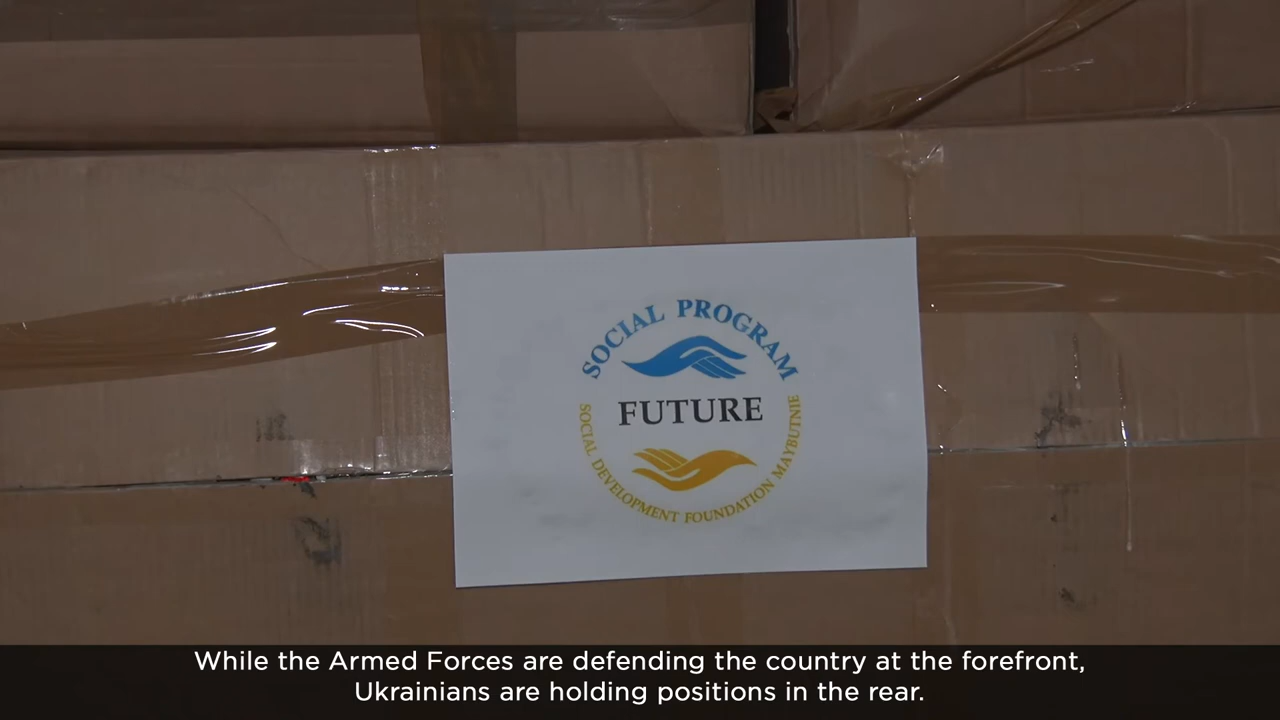 SOCIAL PROGRAM
FUTURE
SOCIAL DEVELOPMENT FOUNDATION MAYBUTNIE
While the Armed Forces are defending the country at the forefront,
Ukrainians are holding positions in the rear.